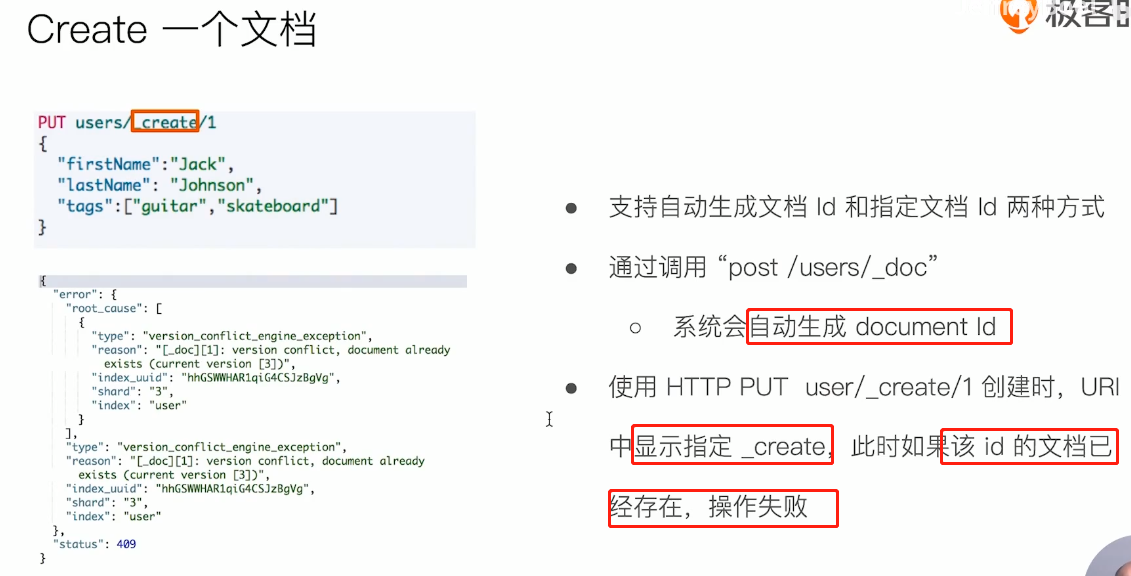 Create 一个文档
极客
PUT users/_create/1
{
"firstName":"Jack",
"lastName": "Johnson",
"tags":["guitar","skateboard"]
}
{
"error": {
"root_cause": [
{
"type": "version_conflict_engine_exception",
"reason": "[_doc][1]: version conflict, document already
exists (current version [3])",
"index_uuid": "hhGSWWHAR1qiG4CSJzBgVg",
"shard": "3",
"index": "user"
}
],
"type": "version_conflict_engine_exception",
"reason": "[_doc][1]: version conflict, document already
exists (current version [3])",
"index_uuid": "hhGSWWHAR1qiG4CSJzBgVg",
"shard": "3",
"index": "user"
},
"status": 409
}
● 支持自动生成文档 Id 和指定文档 Id 两种方式
● 通过调用 “post /users/_doc”
○ 系统会自动生成 document Id
● 使用 HTTP PUT user/_create/1 创建时，URI
中显示指定 _create，此时如果该 id 的文档已
经存在，操作失败